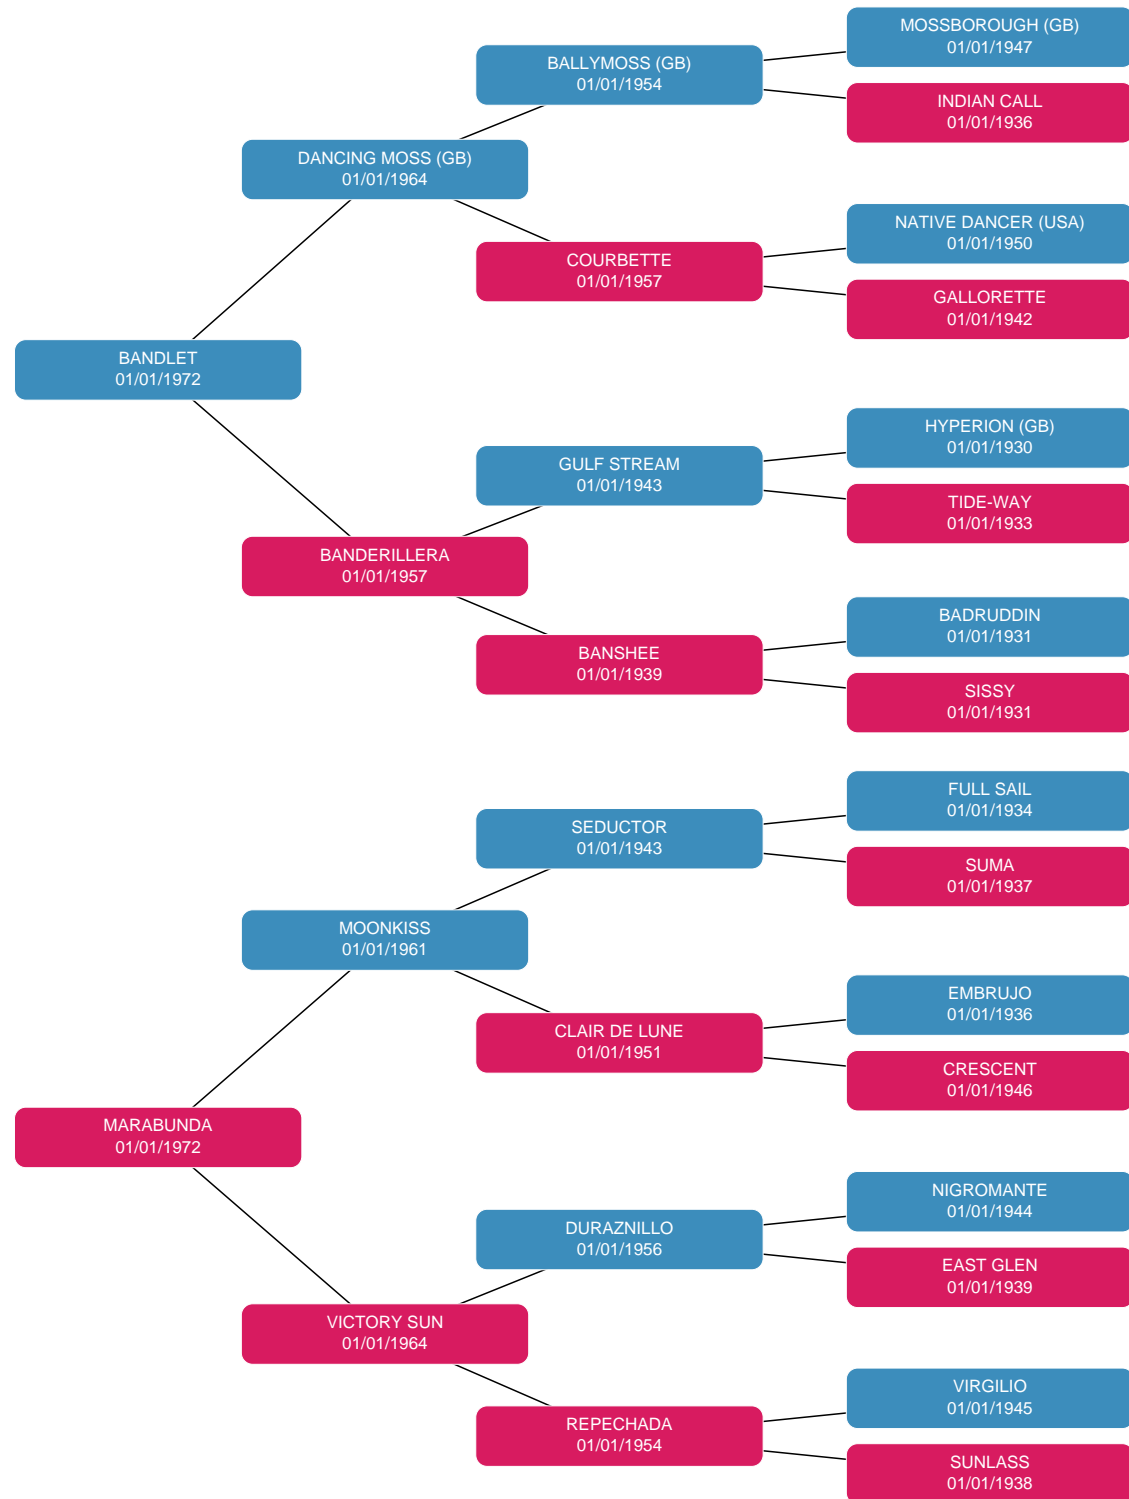 MOSSBOROUGH (GB)
01/01/1947
BALLYMOSS (GB)
01/01/1954
INDIAN CALL
01/01/1936
DANCING MOSS (GB)
01/01/1964
NATIVE DANCER (USA)
01/01/1950
COURBETTE
01/01/1957
GALLORETTE
01/01/1942
BANDLET
01/01/1972
HYPERION (GB)
01/01/1930
GULF STREAM
01/01/1943
TIDE-WAY
01/01/1933
BANDERILLERA
01/01/1957
BADRUDDIN
01/01/1931
BANSHEE
01/01/1939
SISSY
01/01/1931
FULL SAIL
01/01/1934
SEDUCTOR
01/01/1943
SUMA
01/01/1937
MOONKISS
01/01/1961
EMBRUJO
01/01/1936
CLAIR DE LUNE
01/01/1951
CRESCENT
01/01/1946
MARABUNDA
01/01/1972
NIGROMANTE
01/01/1944
DURAZNILLO
01/01/1956
EAST GLEN
01/01/1939
VICTORY SUN
01/01/1964
VIRGILIO
01/01/1945
REPECHADA
01/01/1954
SUNLASS
01/01/1938